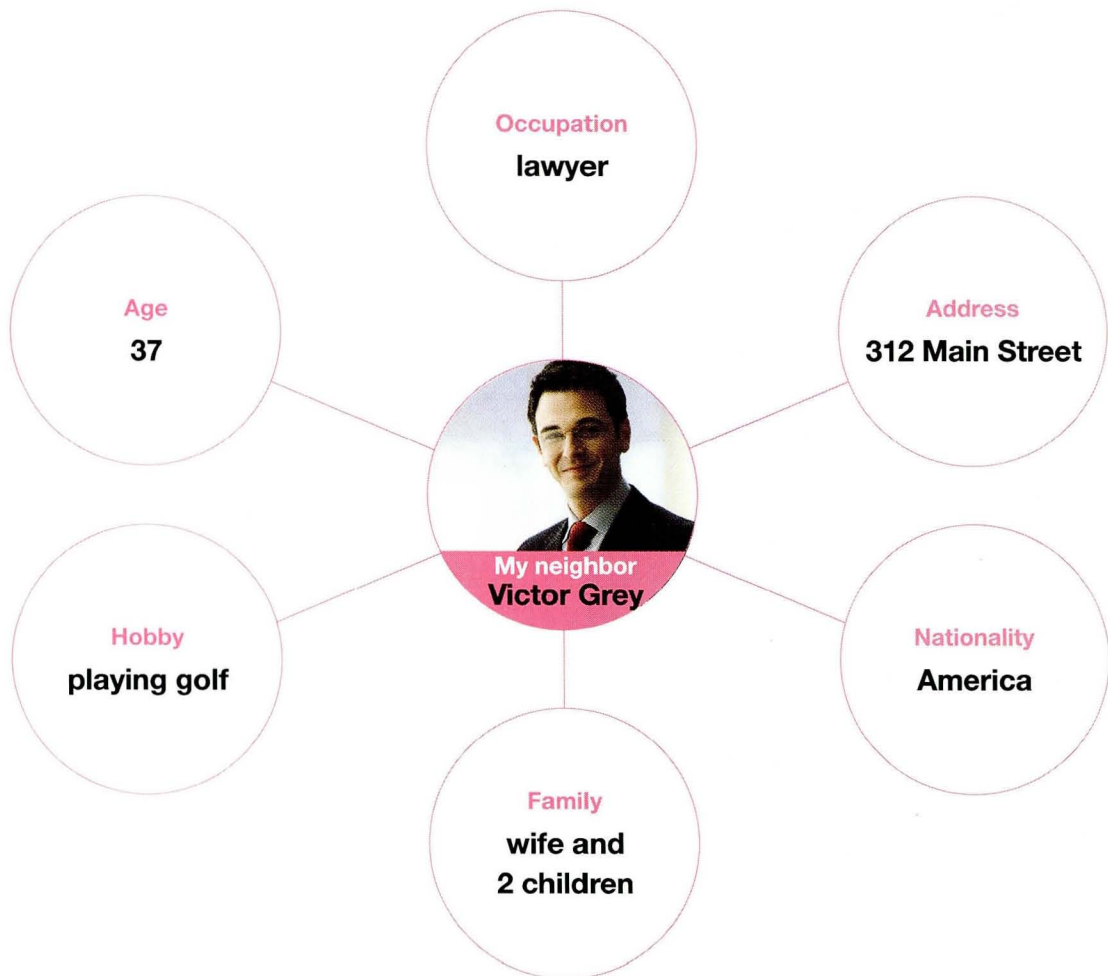 Occupation
lawyer
Age
37
Address
312 Main Street
My neighbor
Victor Grey
Hobby
playing golf
Nationality
America
Family
wife and
2 children